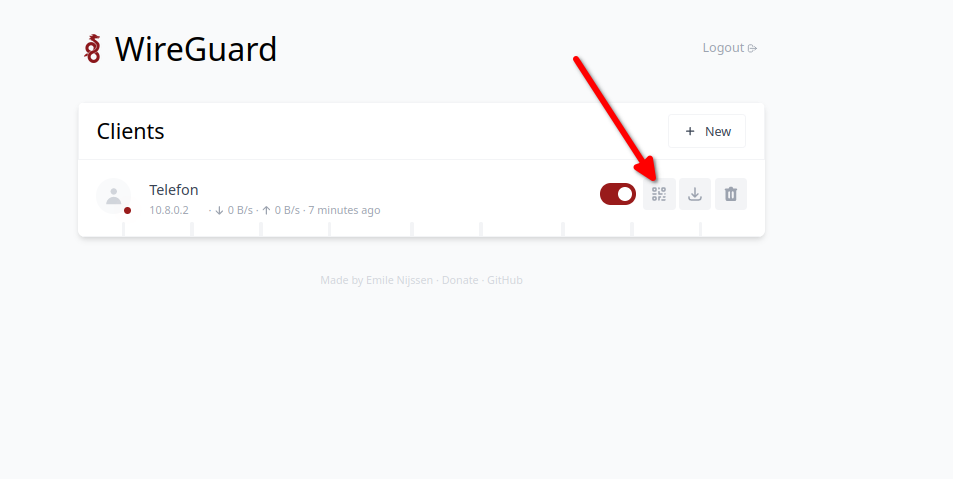 WireGuard
Logout
Clients
+ New
Telefon
10.8.0.2 · ↓ 0 B/s · ↑ 0 B/s · 7 minutes ago
Made by Emile Nijssen · Donate · GitHub